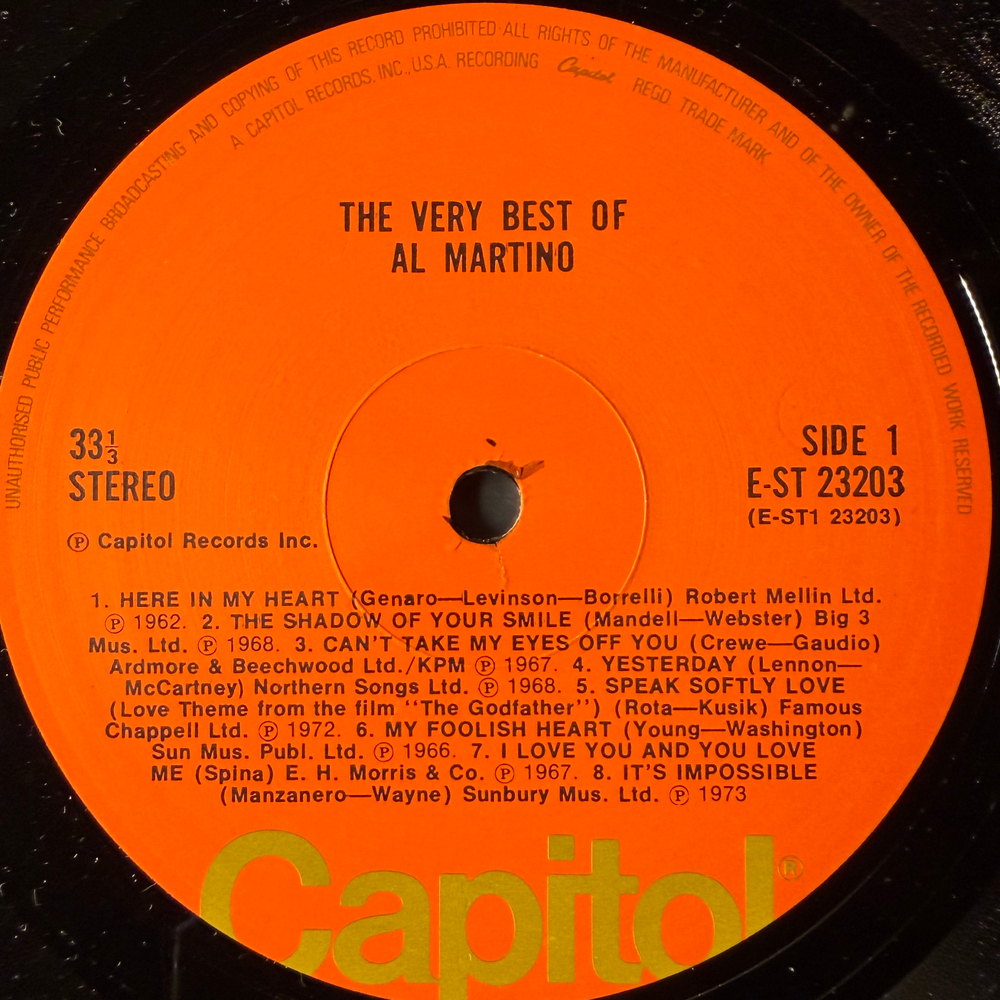 UNAUTHORISED PUBLIC PERFORMANCE BROADCASTING AND COPYING OF THIS RECORD PROHIBITED·ALL RIGHTS OF THE MANUFACTURER AND OF THE OWNER OF THE RECORDED WORK RESERVED
A CAPITOL RECORDS, INC., U.S.A. RECORDING Capitol REGD. TRADE MARK
THE VERY BEST OF
AL MARTINO
33⅓
STEREO
Ⓟ Capitol Records Inc.
SIDE 1
E-ST 23203
(E-ST1 23203)
1. HERE IN MY HEART (Genaro—Levinson—Borrelli) Robert Mellin Ltd.
Ⓟ 1962. 2. THE SHADOW OF YOUR SMILE (Mandell—Webster) Big 3
Mus. Ltd. Ⓟ 1968. 3. CAN'T TAKE MY EYES OFF YOU (Crewe—Gaudio)
Ardmore & Beechwood Ltd./KPM Ⓟ 1967. 4. YESTERDAY (Lennon—
McCartney) Northern Songs Ltd. Ⓟ 1968. 5. SPEAK SOFTLY LOVE
(Love Theme from the film "The Godfather") (Rota—Kusik) Famous
Chappell Ltd. Ⓟ 1972. 6. MY FOOLISH HEART (Young—Washington)
Sun Mus. Publ. Ltd. Ⓟ 1966. 7. I LOVE YOU AND YOU LOVE
ME (Spina) E. H. Morris & Co. Ⓟ 1967. 8. IT'S IMPOSSIBLE
(Manzanero—Wayne) Sunbury Mus. Ltd. Ⓟ 1973
Capitol®